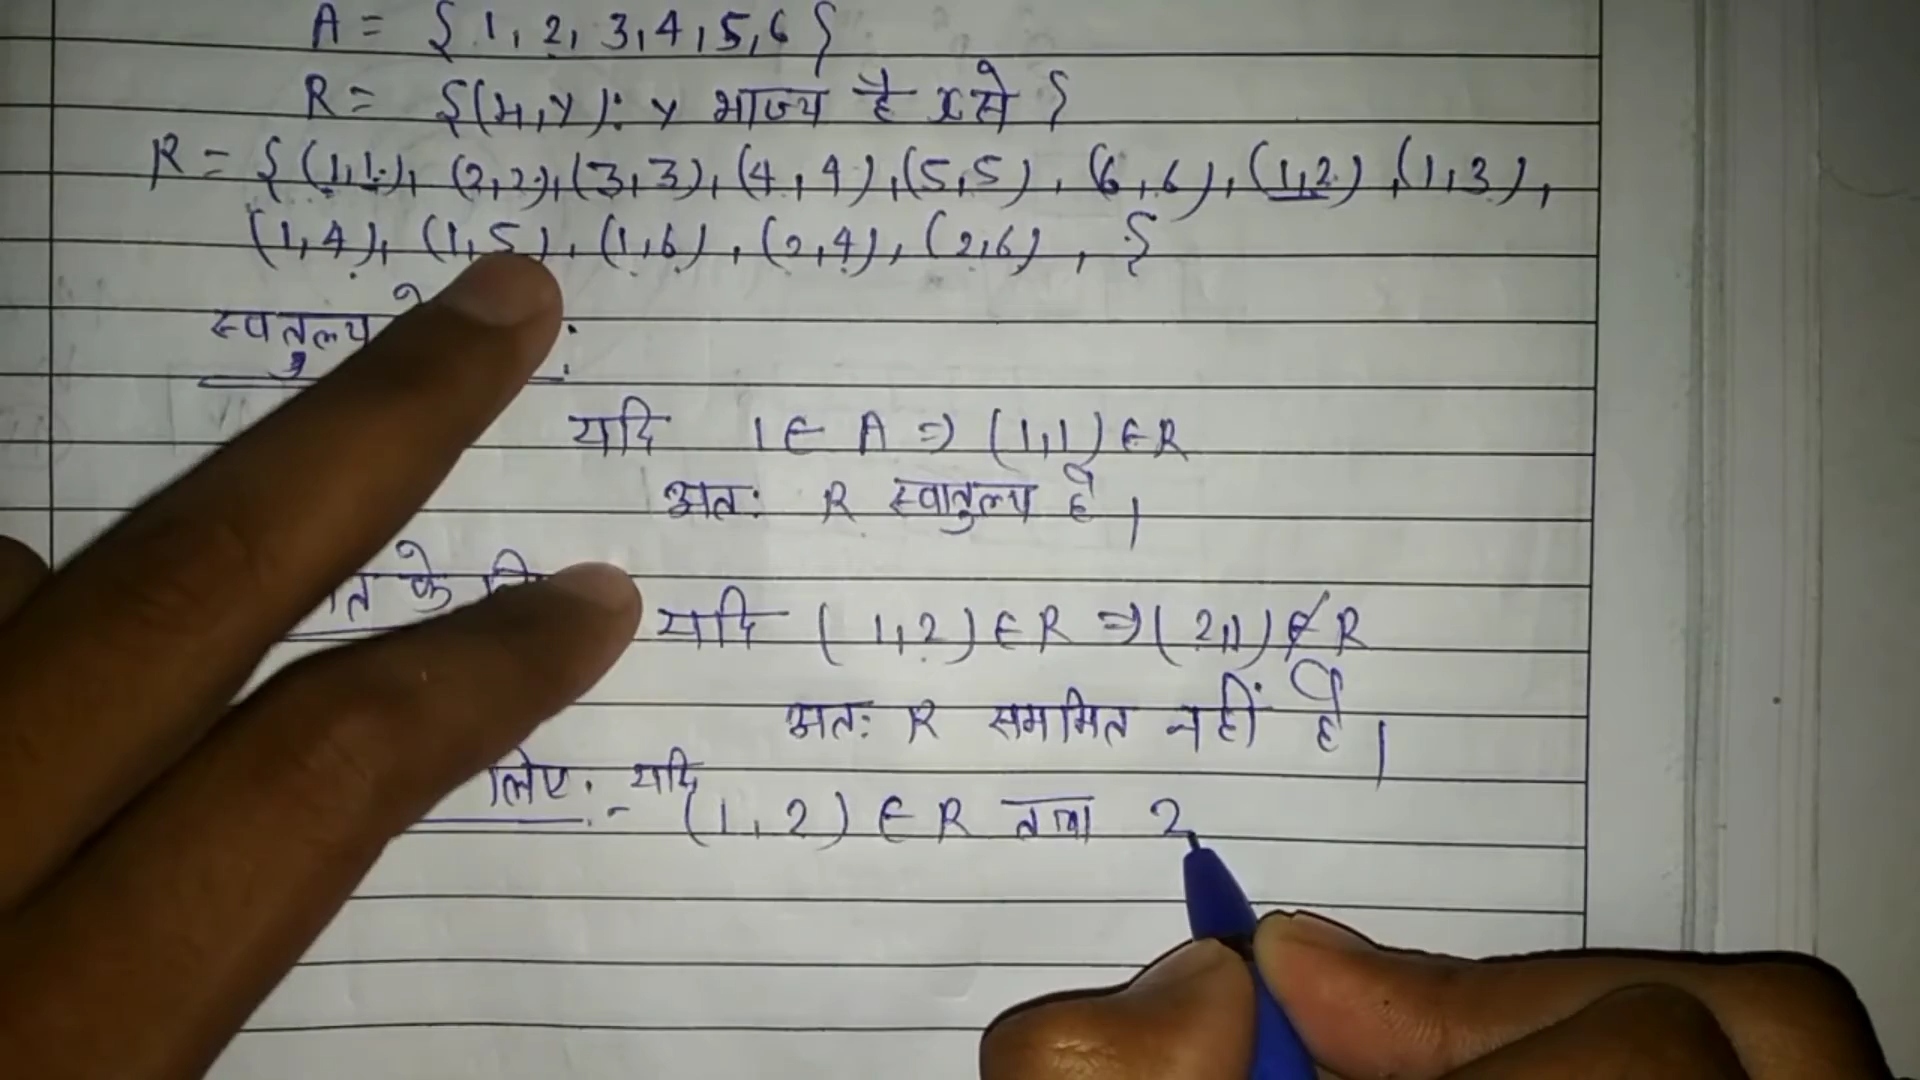 A = { 1, 2, 3, 4, 5, 6 }
R = {(x, y) : y भाज्य है x से }
R = { (1,1), (2,2), (3,3), (4,4), (5,5), (6,6), (1,2), (1,3),
(1,4), (1,5), (1,6), (2,4), (2,6), }
स्वतुल्य
यदि 1 ∈ A ⇒ (1,1) ∈ R
अतः R स्वातुल्य है।
के यदि (1,2) ∈ R ⇒ (2,1) ∉ R
अतः R सममित नहीं है।
लिए:- यदि
(1,2) ∈ R तथा 2